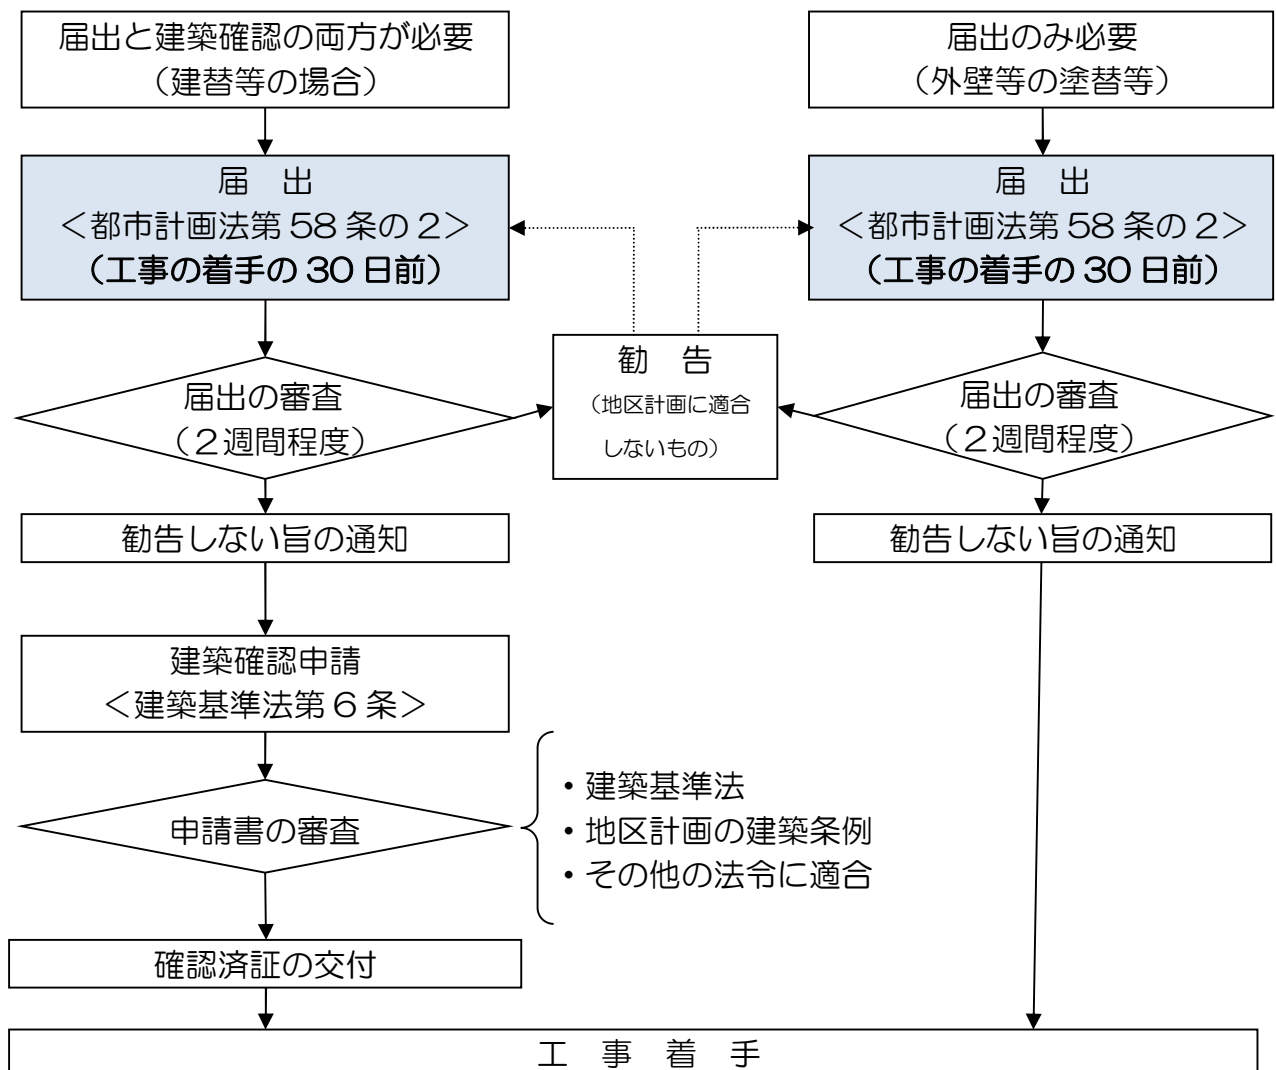 届出と建築確認の両方が必要
（建替等の場合）
届　出
＜都市計画法第 58 条の 2＞
（工事の着手の 30 日前）
届出の審査
（２週間程度）
勧告しない旨の通知
建築確認申請
＜建築基準法第 6 条＞
申請書の審査
・建築基準法
・地区計画の建築条例
・その他の法令に適合
確認済証の交付
勧　告
（地区計画に適合
しないもの）
届出のみ必要
（外壁等の塗替等）
届　出
＜都市計画法第 58 条の 2＞
（工事の着手の 30 日前）
届出の審査
（２週間程度）
勧告しない旨の通知
工　事　着　手